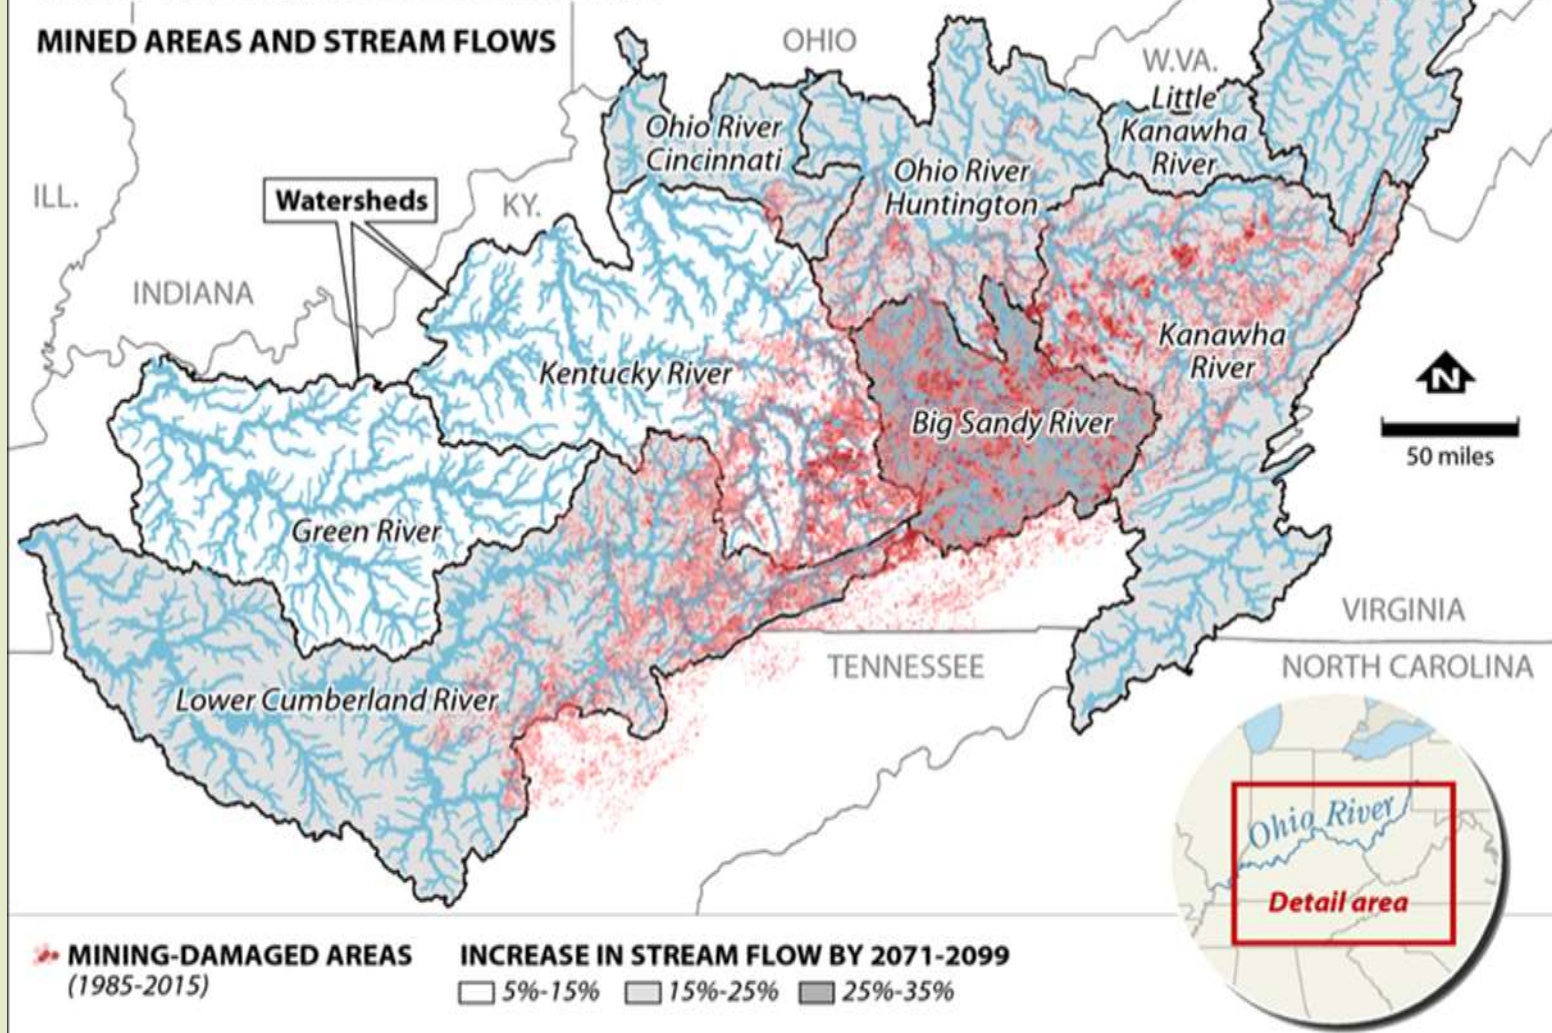 MINED AREAS AND STREAM FLOWS
OHIO
W.VA.
Little
Kanawha
River
Ohio River
Cincinnati
Ohio River
Huntington
ILL.
Watersheds
KY.
INDIANA
Kanawha
River
Kentucky River
N
Big Sandy River
50 miles
Green River
VIRGINIA
TENNESSEE
NORTH CAROLINA
Lower Cumberland River
Ohio River
Detail area
MINING-DAMAGED AREAS
(1985-2015)
INCREASE IN STREAM FLOW BY 2071-2099
5%-15%
15%-25%
25%-35%